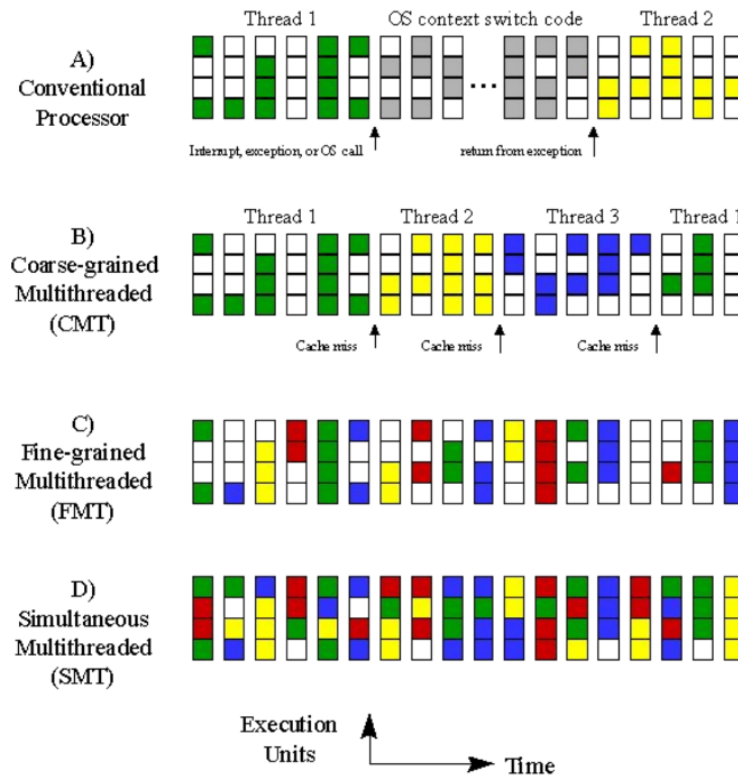 Thread 1 OS context switch code Thread 2
A)
Conventional
Processor
...
Interrupt, exception, or OS call return from exception
Thread 1 Thread 2 Thread 3 Thread 1
B)
Coarse-grained
Multithreaded
(CMT)
Cache miss Cache miss Cache miss
C)
Fine-grained
Multithreaded
(FMT)
D)
Simultaneous
Multithreaded
(SMT)
Execution
Units
Time